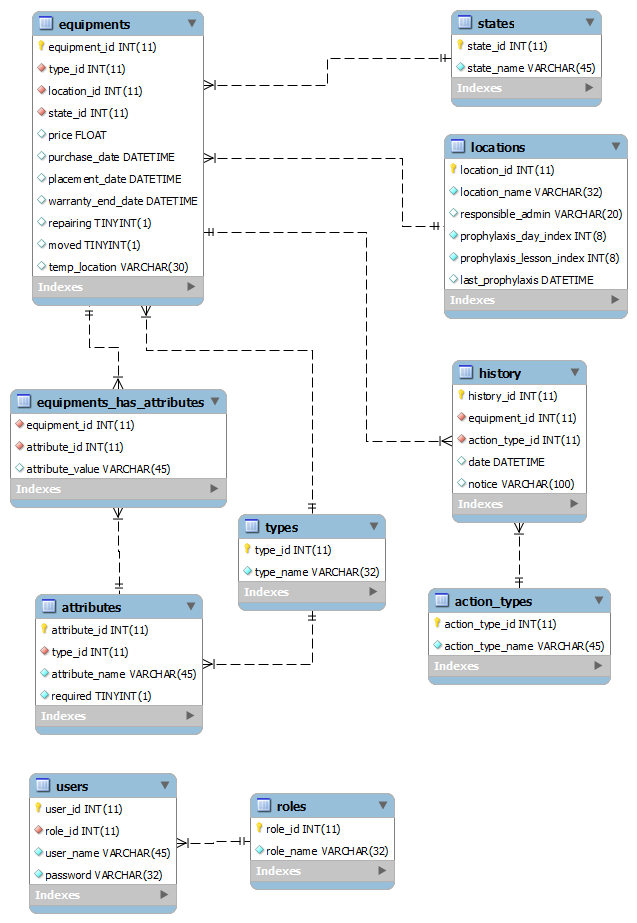 equipments
equipment_id INT(11)
type_id INT(11)
location_id INT(11)
state_id INT(11)
price FLOAT
purchase_date DATETIME
placement_date DATETIME
warranty_end_date DATETIME
repairing TINYINT(1)
moved TINYINT(1)
temp_location VARCHAR(30)
Indexes
states
state_id INT(11)
state_name VARCHAR(45)
Indexes
locations
location_id INT(11)
location_name VARCHAR(32)
responsible_admin VARCHAR(20)
prophylaxis_day_index INT(8)
prophylaxis_lesson_index INT(8)
last_prophylaxis DATETIME
Indexes
equipments_has_attributes
equipment_id INT(11)
attribute_id INT(11)
attribute_value VARCHAR(45)
Indexes
history
history_id INT(11)
equipment_id INT(11)
action_type_id INT(11)
date DATETIME
notice VARCHAR(100)
Indexes
types
type_id INT(11)
type_name VARCHAR(32)
Indexes
attributes
attribute_id INT(11)
type_id INT(11)
attribute_name VARCHAR(45)
required TINYINT(1)
Indexes
action_types
action_type_id INT(11)
action_type_name VARCHAR(45)
Indexes
users
user_id INT(11)
role_id INT(11)
user_name VARCHAR(45)
password VARCHAR(32)
Indexes
roles
role_id INT(11)
role_name VARCHAR(32)
Indexes